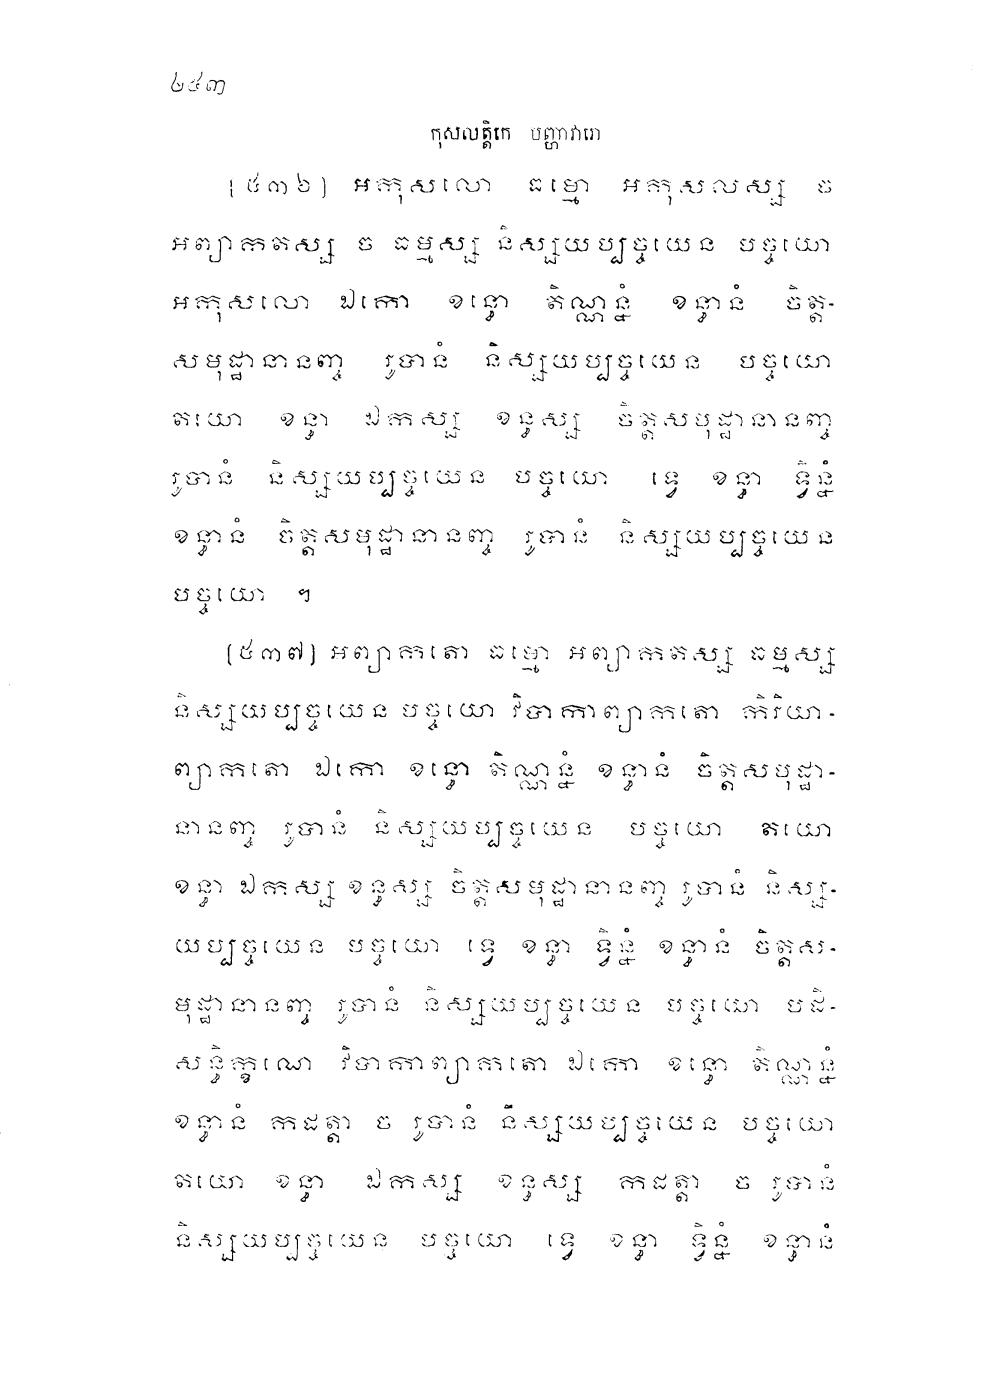 ២៥៣
កុសលត្តិកេ បញ្ហាវារោ
[៥៣៦] អកុសលោ ធម្មោ អកុសលស្ស ច
អព្យាកតស្ស ច ធម្មស្ស និស្សយប្បច្ចយេន បច្ចយោ
អកុសលោ ឯកោ ខន្ធោ តិណ្ណន្នំ ខន្ធានំ ចិត្ត-
សមុដ្ឋានានញ្ច រូបានំ និស្សយប្បច្ចយេន បច្ចយោ
តយោ ខន្ធា ឯកស្ស ខន្ធស្ស ចិត្តសមុដ្ឋានានញ្ច
រូបានំ និស្សយប្បច្ចយេន បច្ចយោ ទ្វេ ខន្ធា ទ្វិន្នំ
ខន្ធានំ ចិត្តសមុដ្ឋានានញ្ច រូបានំ និស្សយប្បច្ចយេន
បច្ចយោ ។
[៥៣៧] អព្យាកតោ ធម្មោ អព្យាកតស្ស ធម្មស្ស
និស្សយប្បច្ចយេន បច្ចយោ វិបាកាព្យាកតោ កិរិយា-
ព្យាកតោ ឯកោ ខន្ធោ តិណ្ណន្នំ ខន្ធានំ ចិត្តសមុដ្ឋា-
នានញ្ច រូបានំ និស្សយប្បច្ចយេន បច្ចយោ តយោ
ខន្ធា ឯកស្ស ខន្ធស្ស ចិត្តសមុដ្ឋានានញ្ច រូបានំ និស្ស-
យប្បច្ចយេន បច្ចយោ ទ្វេ ខន្ធា ទ្វិន្នំ ខន្ធានំ ចិត្តស-
មុដ្ឋានានញ្ច រូបានំ និស្សយប្បច្ចយេន បច្ចយោ បដិ-
សន្ធិក្ខណោ វិបាកាព្យាកតោ ឯកោ ខន្ធោ តិណ្ណន្នំ
ខន្ធានំ កដត្តា ច រូបានំ និស្សយប្បច្ចយេន បច្ចយោ
តយោ ខន្ធា ឯកស្ស ខន្ធស្ស កដត្តា ច រូបានំ
និស្សយប្បច្ចយេន បច្ចយោ ទ្វេ ខន្ធា ទ្វិន្នំ ខន្ធានំ